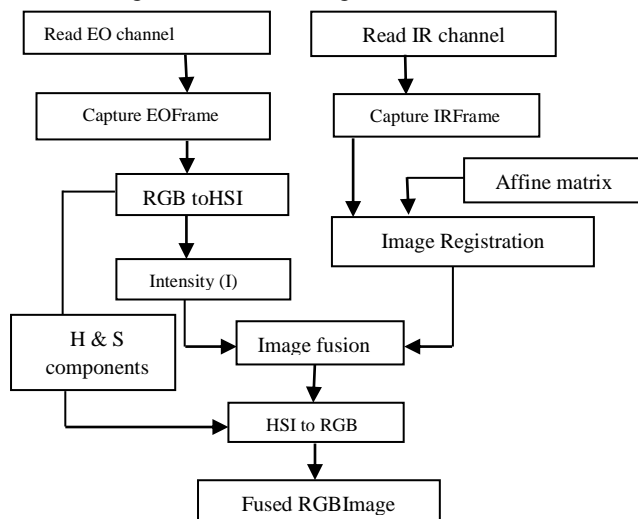 Read EO channel
Read IR channel
Capture EOFrame
Capture IRFrame
RGB toHSI
Affine matrix
Image Registration
Intensity (I)
H & S
components
Image fusion
HSI to RGB
Fused RGBImage